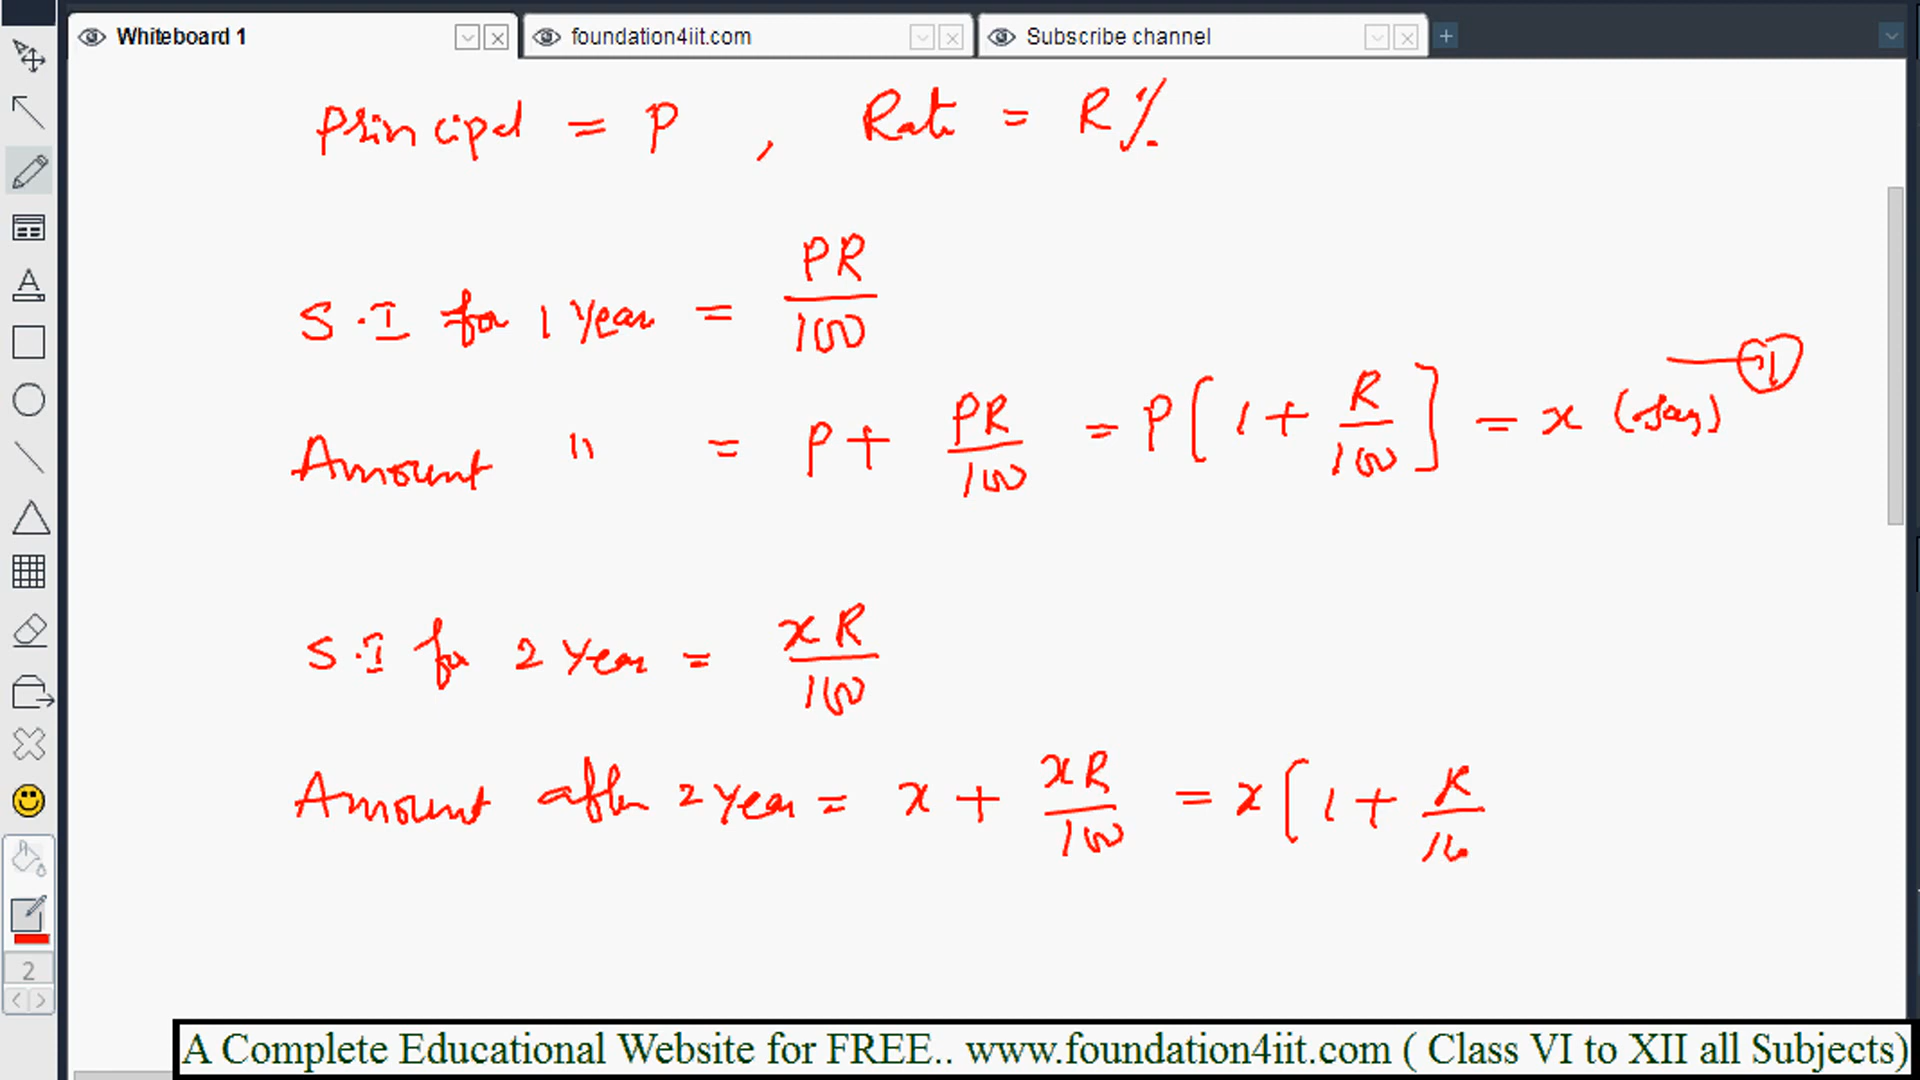 Whiteboard 1 foundation4iit.com Subscribe channel +
Principal = P , Rate = R%
S.I for 1 Year = PR/100
Amount " = P + PR/100 = P[1 + R/100] = x (say) —①
S.I for 2 Year = xR/100
Amount after 2 Year = x + xR/100 = x[1 + R/10
2
A Complete Educational Website for FREE.. www.foundation4iit.com ( Class VI to XII all Subjects)